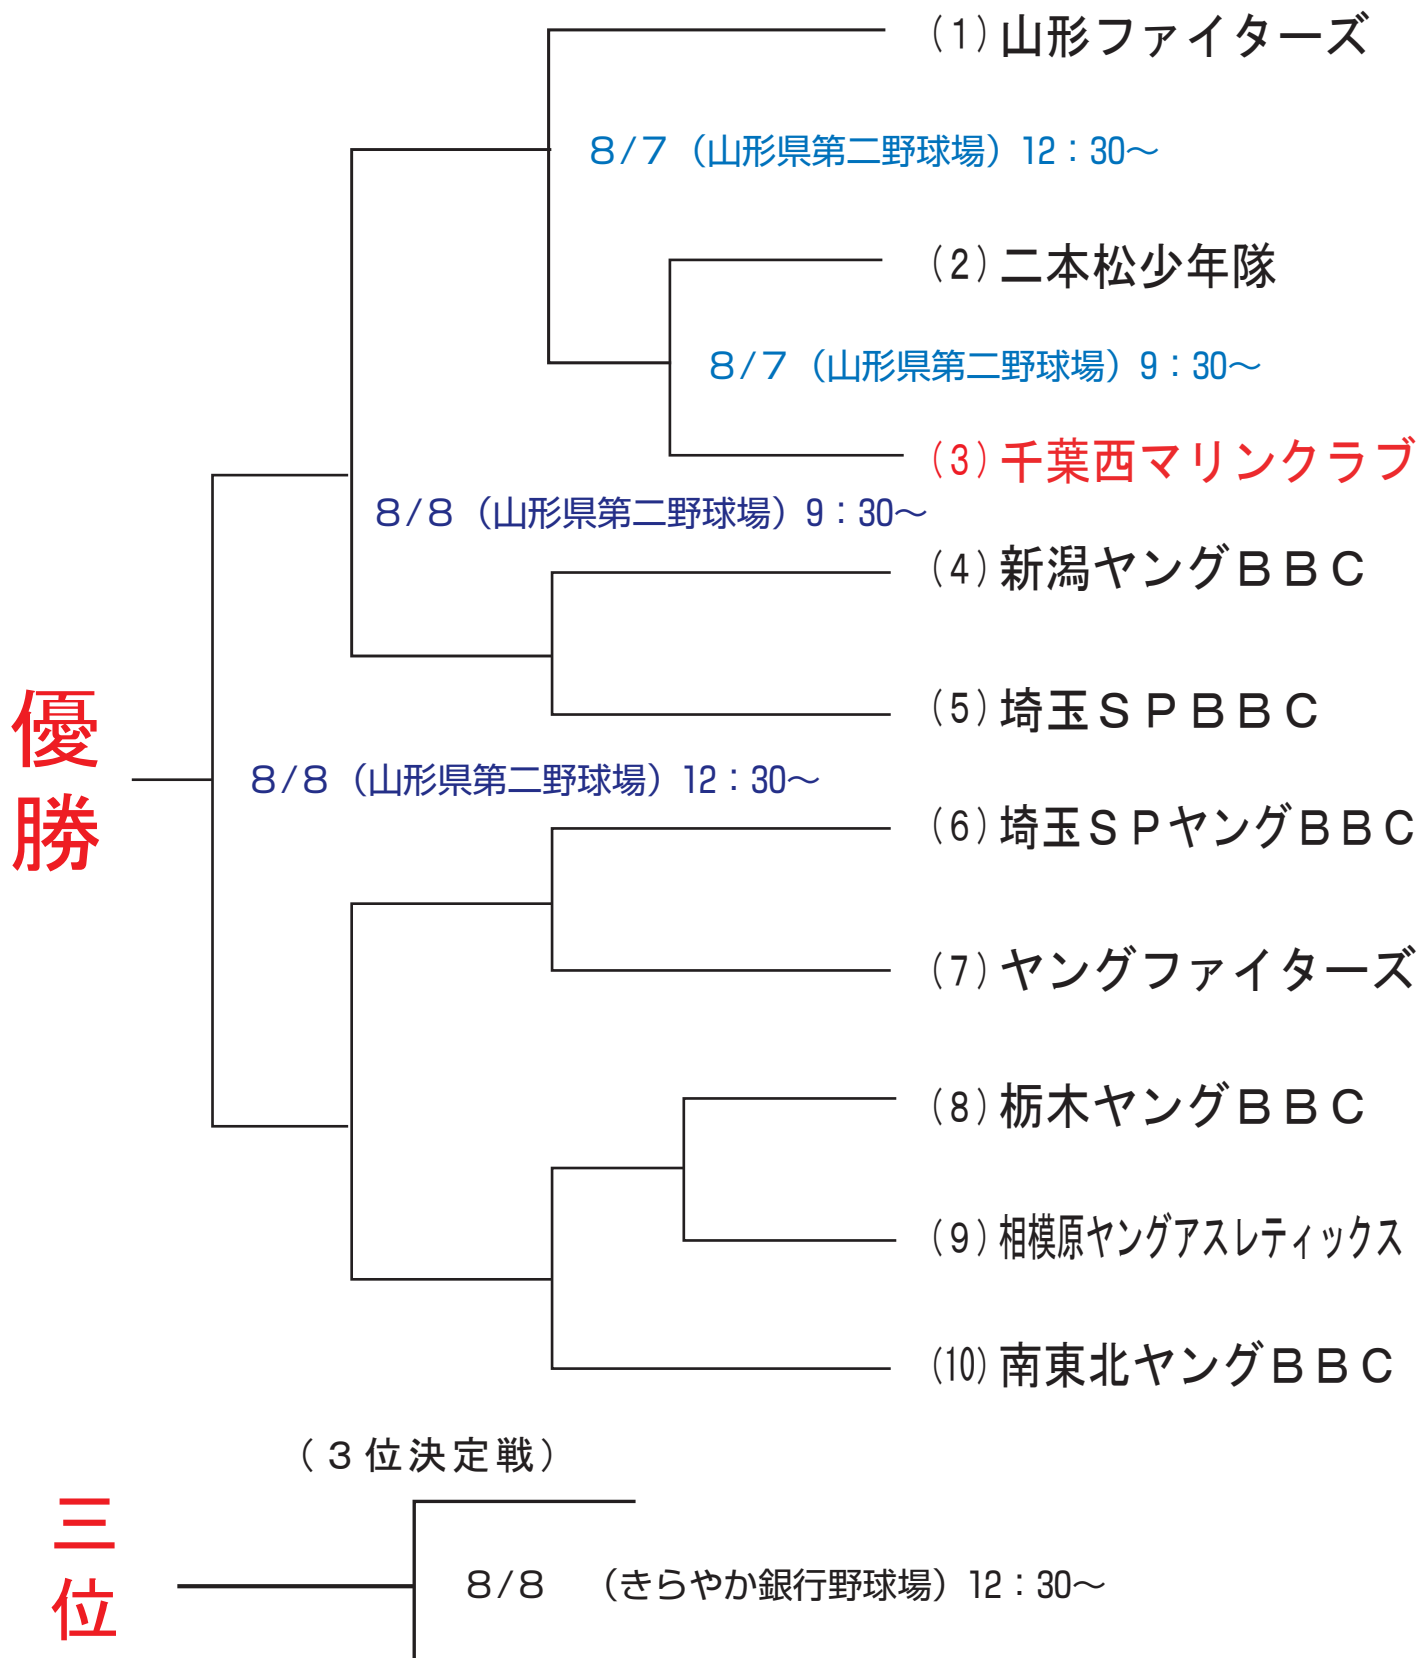 （1）山形ファイターズ
８/７（山形県第二野球場）12：30～
（2）二本松少年隊
８/７（山形県第二野球場）9：30～
（3）千葉西マリンクラブ
８/８（山形県第二野球場）9：30～
（4）新潟ヤングＢＢＣ
（5）埼玉ＳＰＢＢＣ
優勝
８/８（山形県第二野球場）12：30～
（6）埼玉ＳＰヤングＢＢＣ
（7）ヤングファイターズ
（8）栃木ヤングＢＢＣ
（9）相模原ヤングアスレティックス
（10）南東北ヤングＢＢＣ
（３位決定戦）
三位
８/８　（きらやか銀行野球場）12：30～